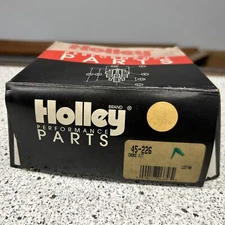 Holley
PARTS
Holley
BRAND
PERFORMANCE
PARTS
45-226
CHOKE KIT